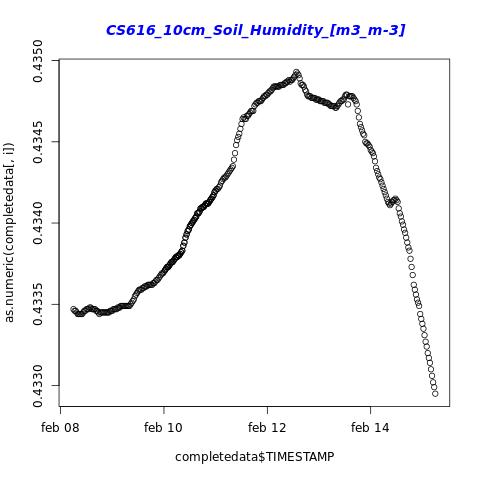 CS616_10cm_Soil_Humidity_[m3_m-3]
as.numeric(completedata[, i])
0.4350
0.4345
0.4340
0.4335
0.4330
feb 08
feb 10
feb 12
feb 14
completedata$TIMESTAMP